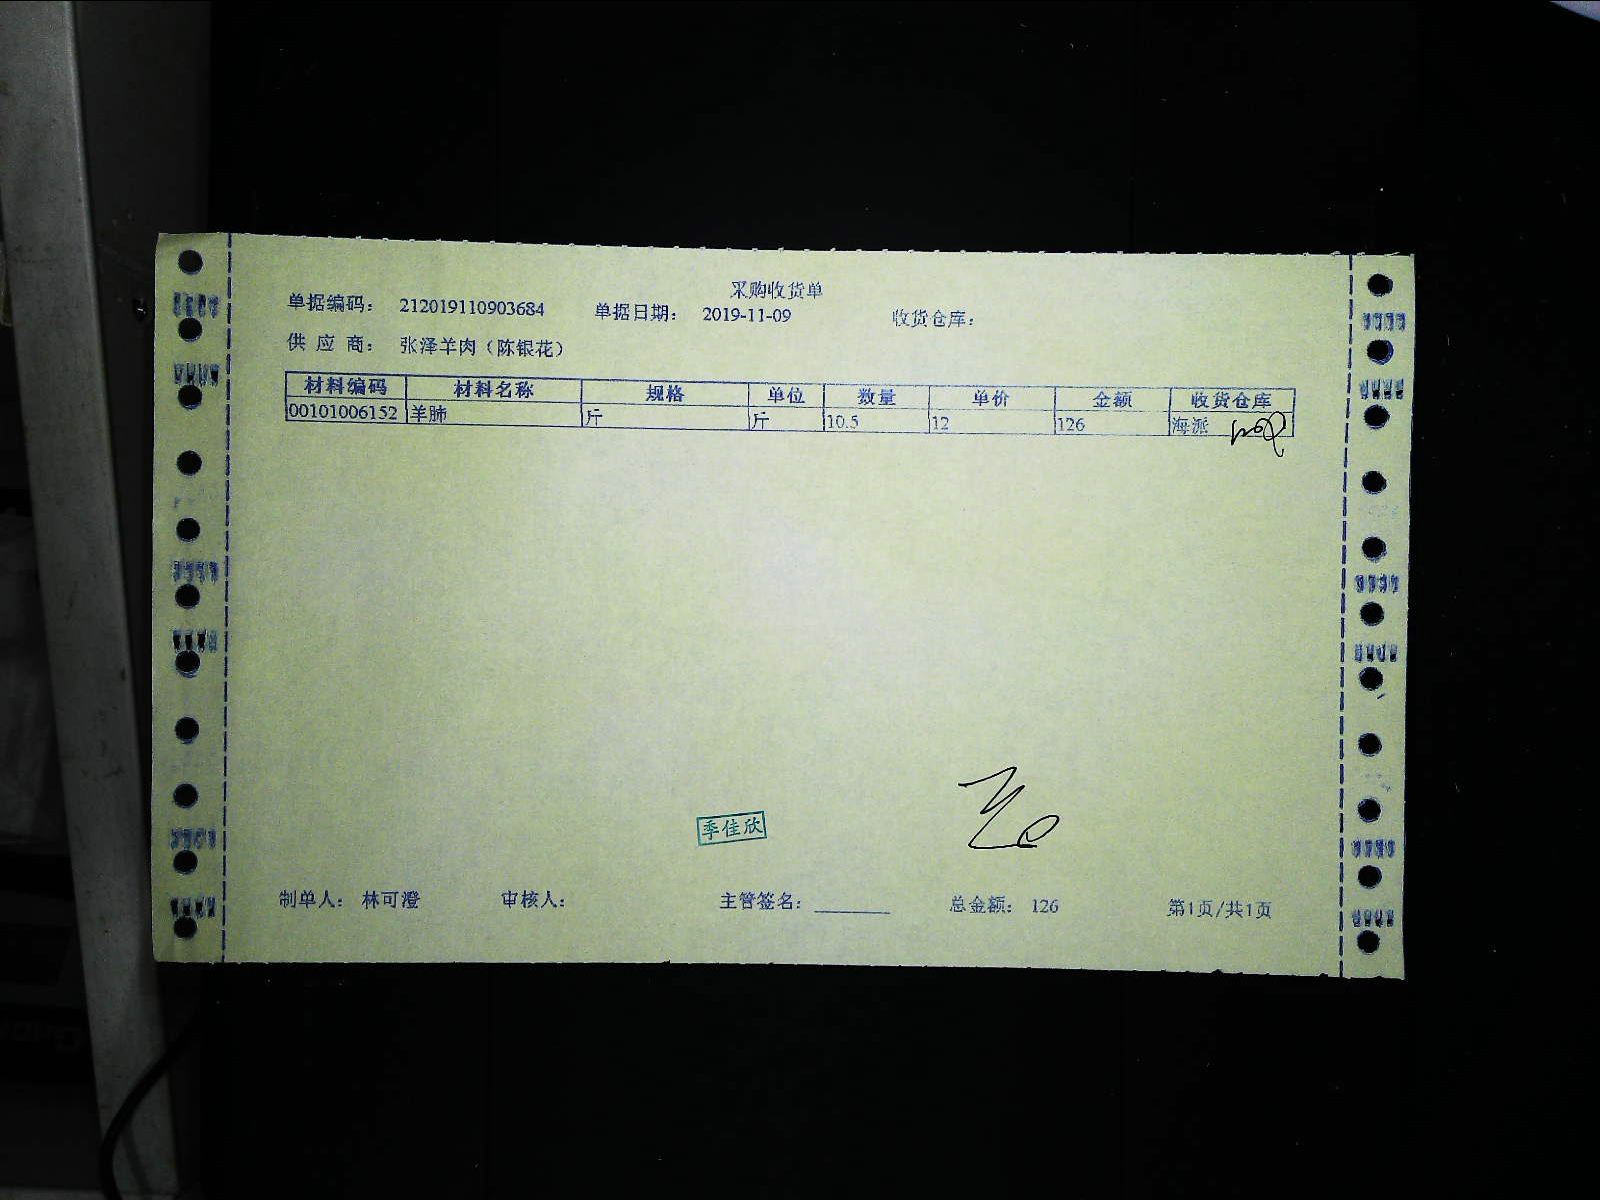 采购收货单
单据编码： 212019110903684 单据日期： 2019-11-09 收货仓库：
供 应 商： 张泽羊肉（陈银花）
材料编码 材料名称 规格 单位 数量 单价 金额 收货仓库
00101006152 羊肺 斤 斤 10.5 12 126 海派
季佳欣
制单人： 林可澄 审核人： 主管签名： 总金额： 126 第1页/共1页